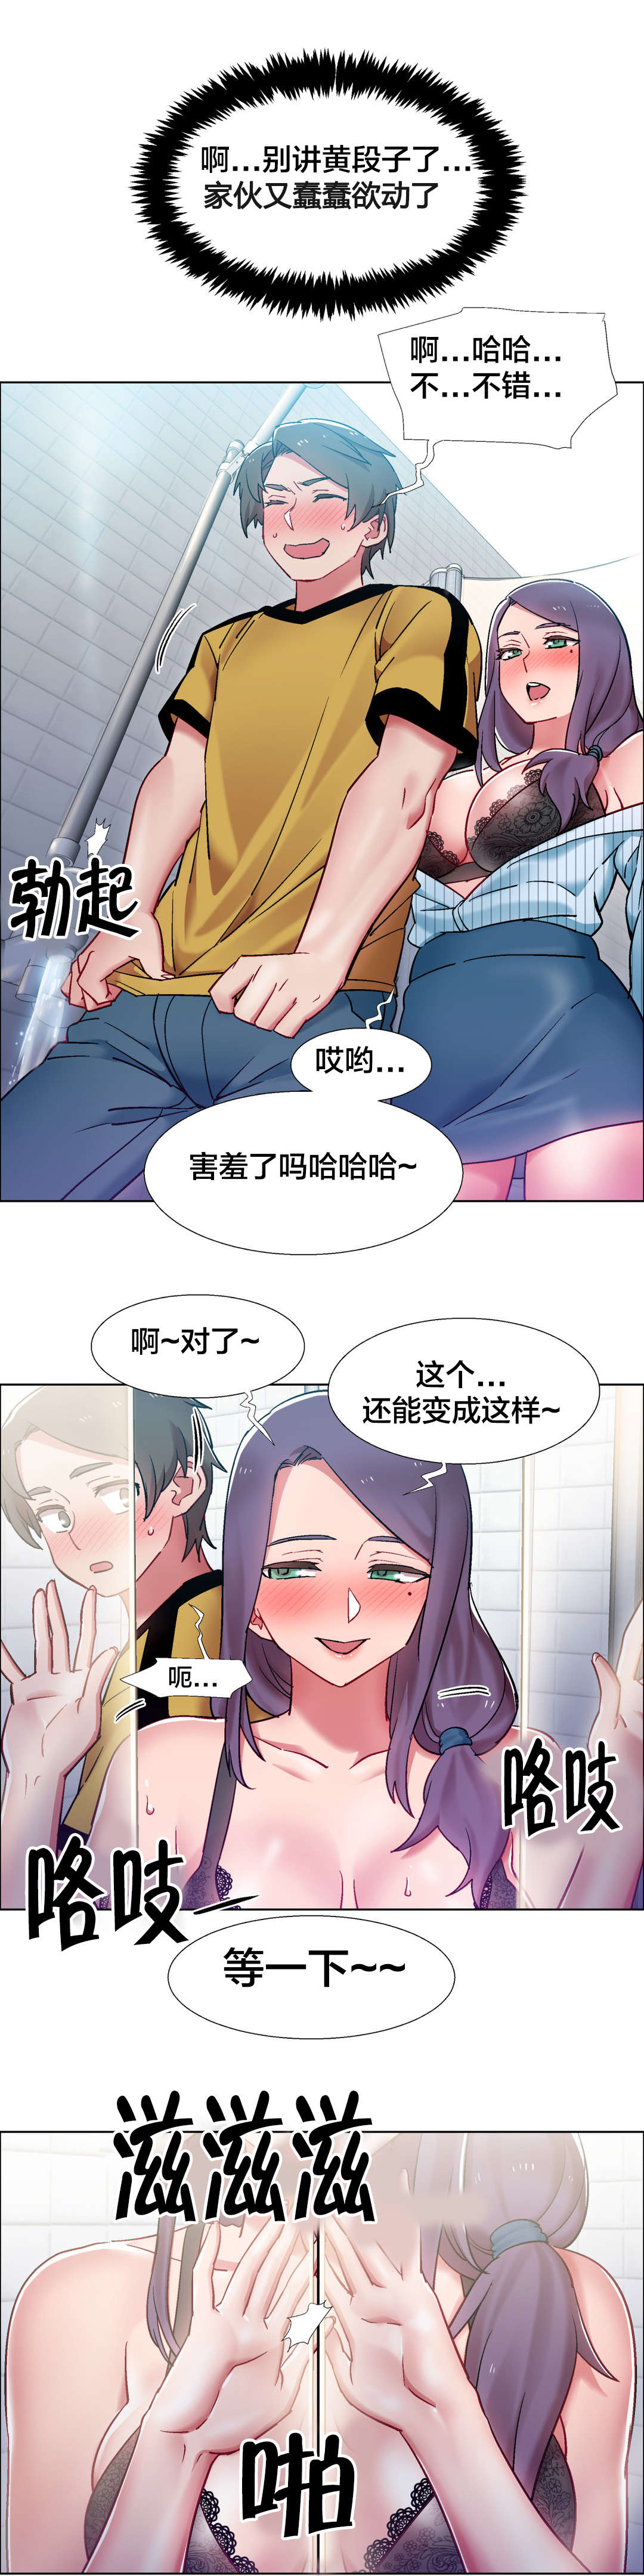 啊...别讲黄段子了...
家伙又蠢蠢欲动了
啊...哈哈...
不...不错...
勃起
哎哟...
害羞了吗哈哈哈~
啊~对了~
这个...
还能变成这样~
呃...
咯吱
咯吱
等一下~~
滋滋滋
啪